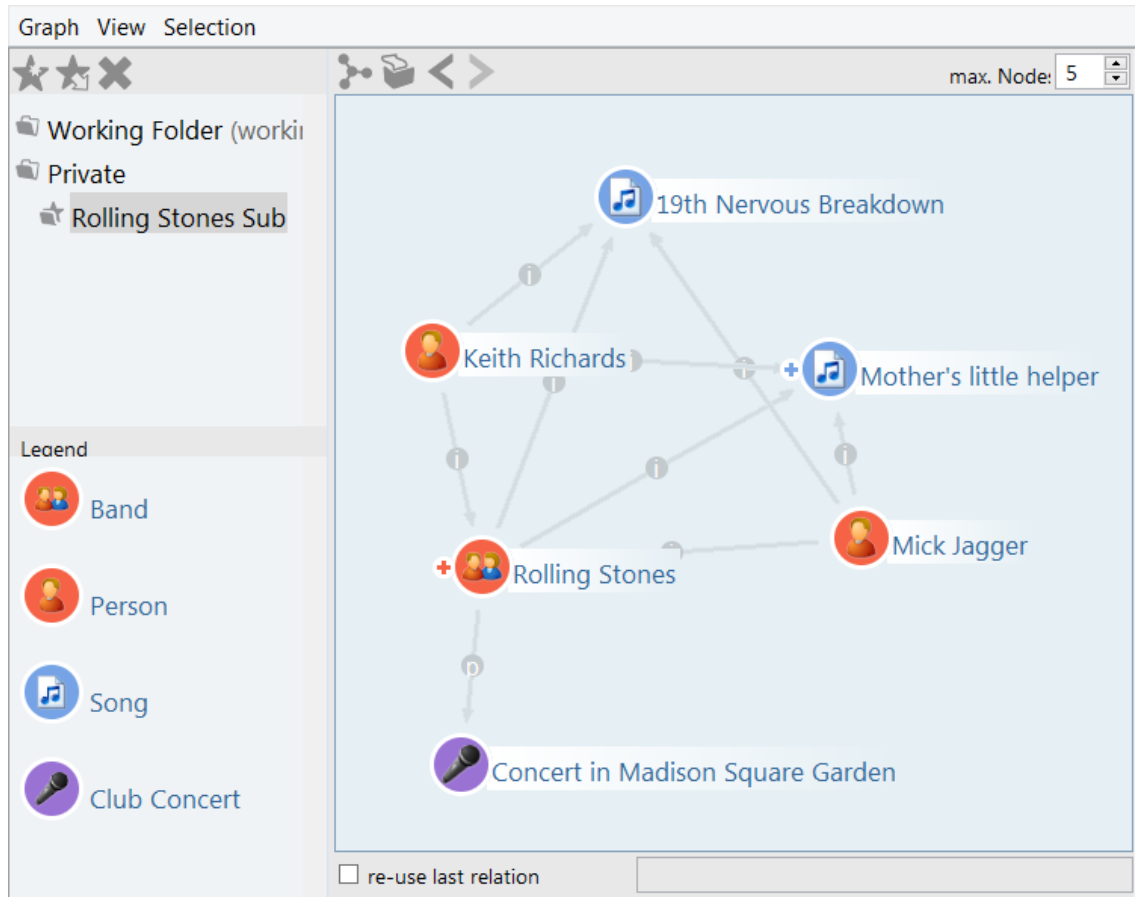 Graph View Selection
max. Node:
5
Working Folder (workin
Private
Rolling Stones Sub
19th Nervous Breakdown
i
Keith Richards
i
i
i
Mother's little helper
Legend
i
i
i
Band
Mick Jagger
i
Rolling Stones
Person
p
Song
Concert in Madison Square Garden
Club Concert
re-use last relation